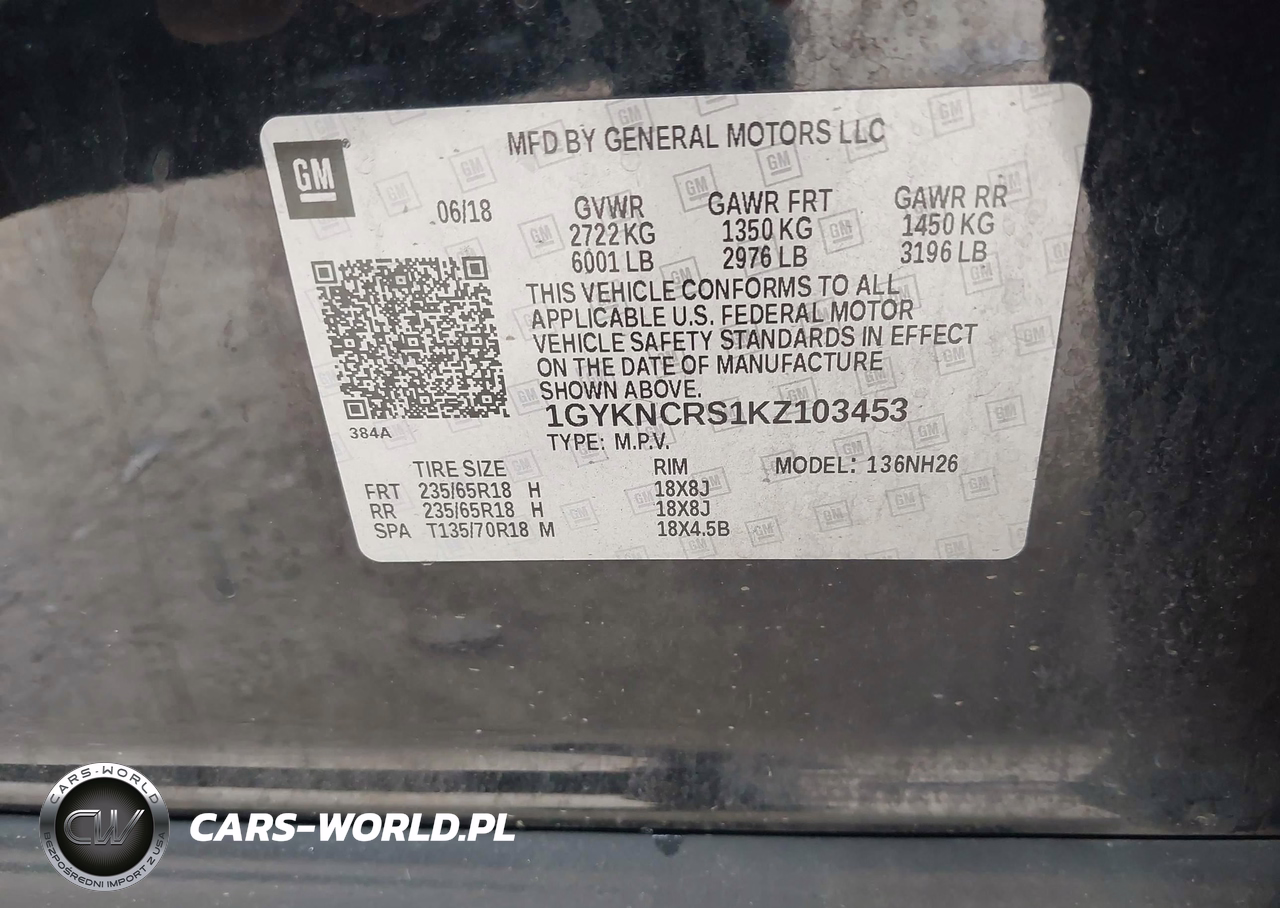 MFD BY GENERAL MOTORS LLC
GM
®
06/18
GVWR GAWR FRT GAWR RR
2722 KG 1350 KG 1450 KG
6001 LB 2976 LB 3196 LB
THIS VEHICLE CONFORMS TO ALL
APPLICABLE U.S. FEDERAL MOTOR
VEHICLE SAFETY STANDARDS IN EFFECT
ON THE DATE OF MANUFACTURE
SHOWN ABOVE.
1GYKNCRS1KZ103453
384A
TYPE: M.P.V.
TIRE SIZE RIM MODEL: 136NH26
FRT 235/65R18 H 18X8J
RR 235/65R18 H 18X8J
SPA T135/70R18 M 18X4.5B
CARS-WORLD
CW
BEZPOŚREDNI IMPORT Z USA
CARS-WORLD.PL